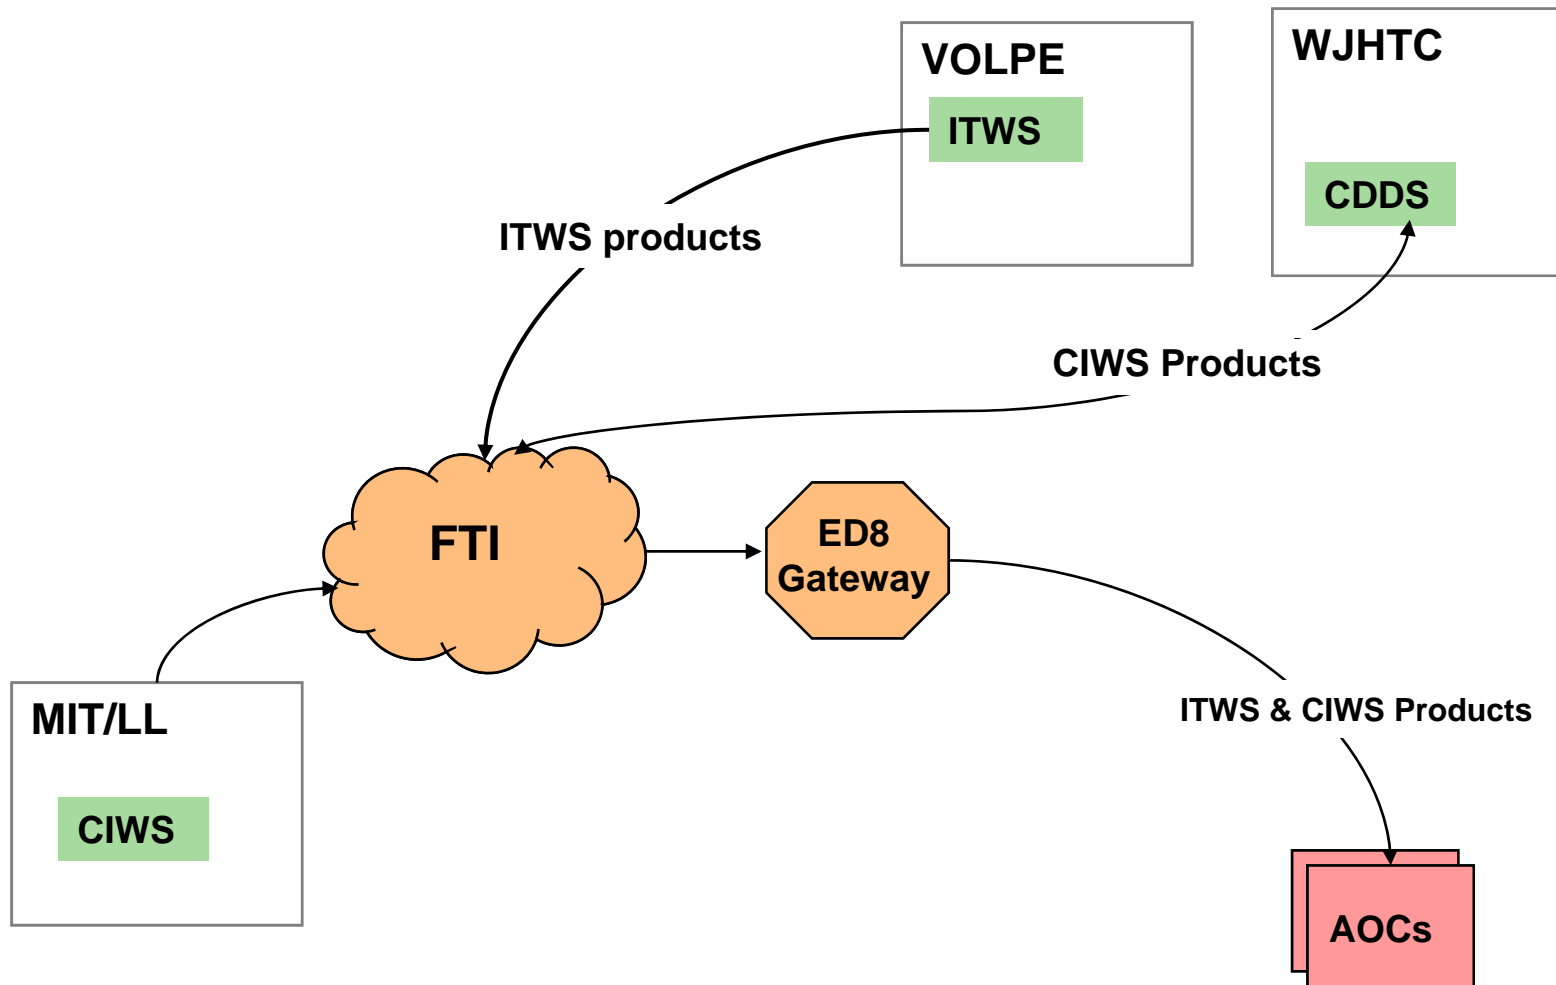 VOLPE
ITWS
WJHTC
CDDS
ITWS products
CIWS Products
FTI
ED8
Gateway
MIT/LL
CIWS
ITWS & CIWS Products
AOCs